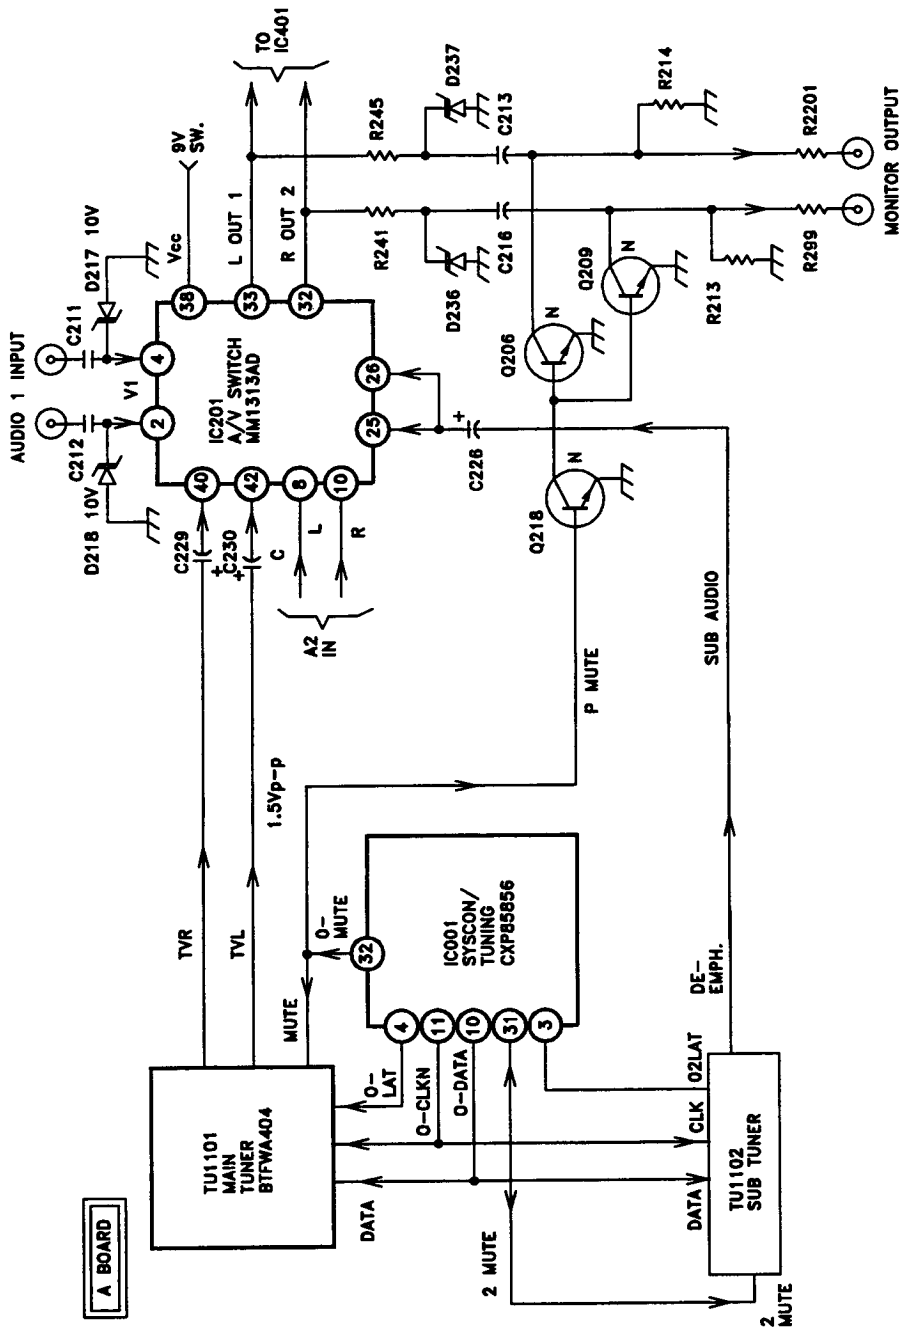 A BOARD
TU1101
MAIN
TUNER
BTFWA404
TVR
TVL
MUTE
1.5Vp-p
O-
LAT
O-CLKN
O-DATA
DATA
2 MUTE
O-
MUTE
32
4
11
10
31
3
IC001
SYSCON/
TUNING
CXP85856
TU1102
SUB TUNER
DATA
CLK
O2LAT
2
MUTE
DE-
EMPH.
SUB AUDIO
P MUTE
AUDIO 1 INPUT
C212
C211
D218 10V
D217 10V
V1
2
4
C229
+
C230
+
40
42
8
10
C
L
R
A2
IN
IC201
A/V SWITCH
MM1313AD
38
33
32
25
26
Vcc
9V
SW.
L OUT 1
R OUT 2
TO
IC401
+
C226
R245
R241
D237
D236
C213
C216
Q218
N
Q206
N
Q209
N
R214
R213
R2201
R299
MONITOR OUTPUT